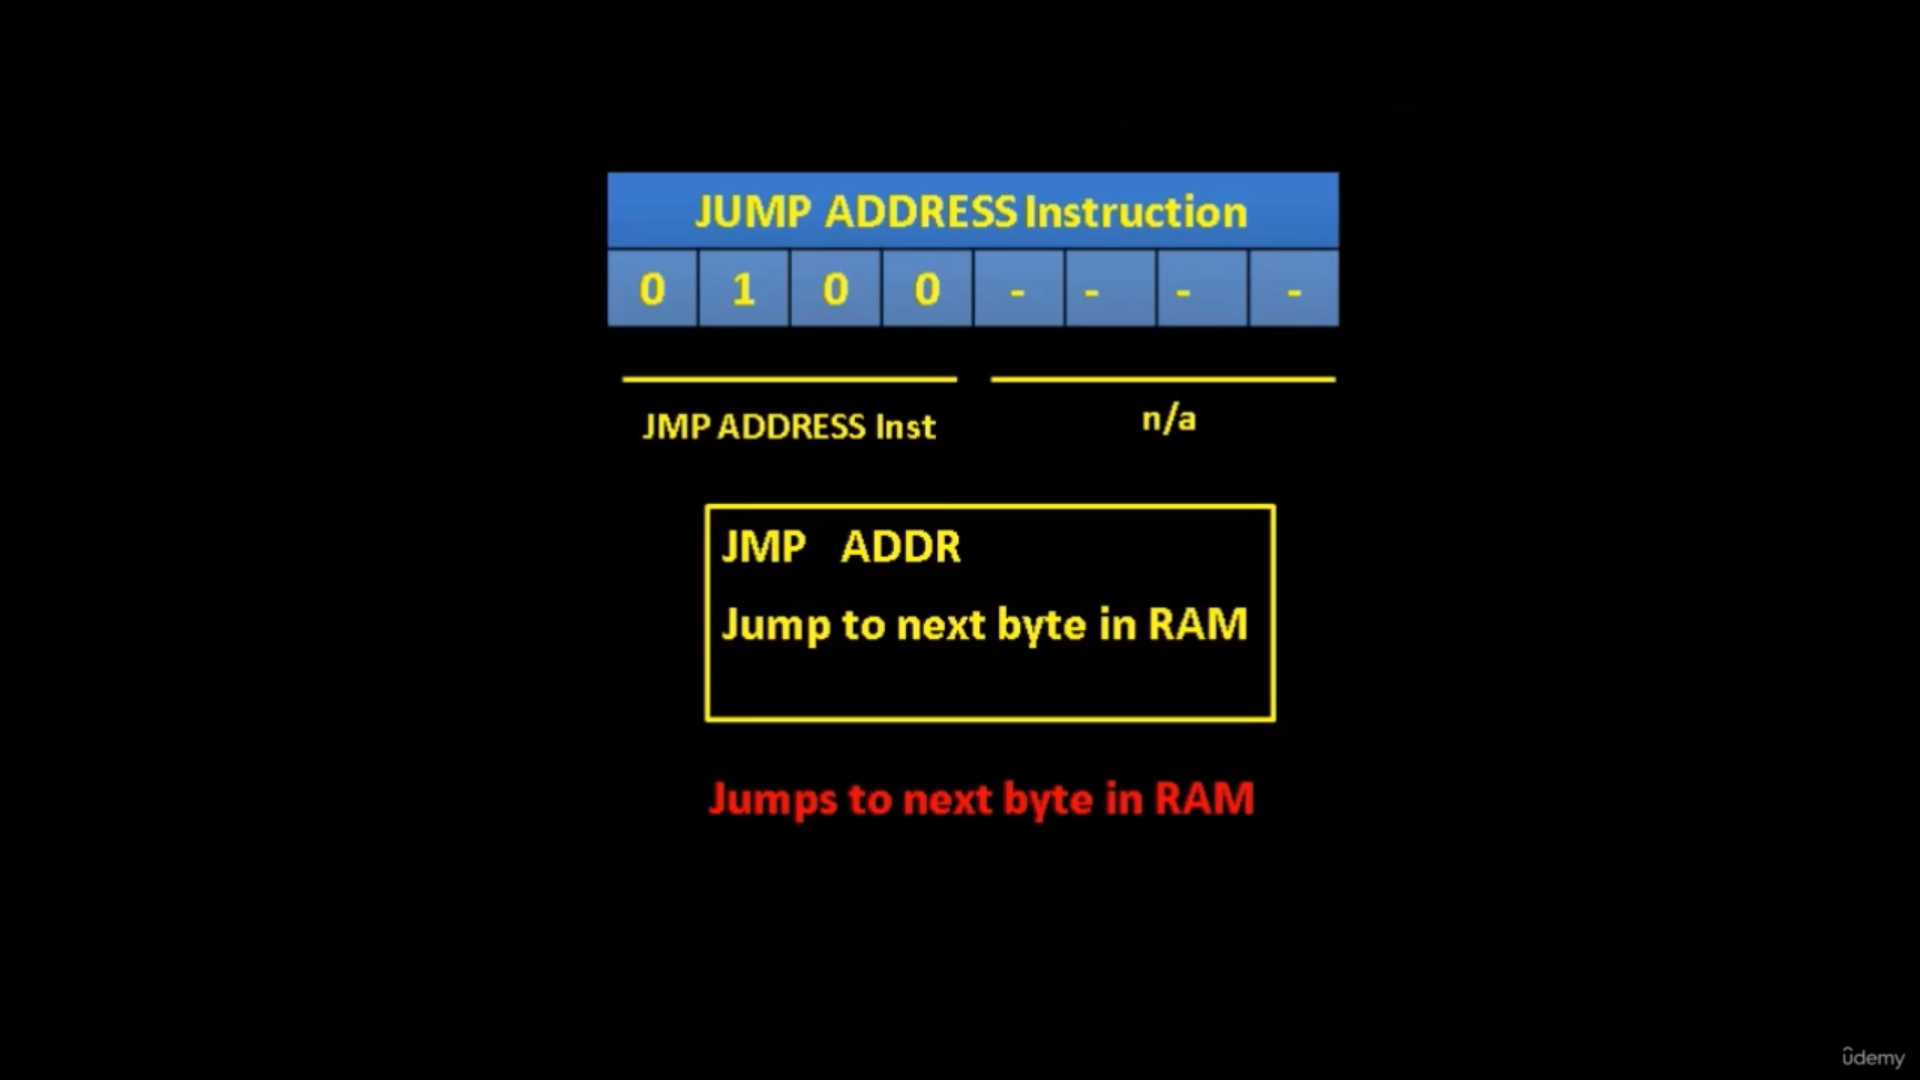 JUMP ADDRESS Instruction
0 1 0 0 - - - -
JMP ADDRESS Inst n/a
JMP ADDR
Jump to next byte in RAM
Jumps to next byte in RAM
ûdemy